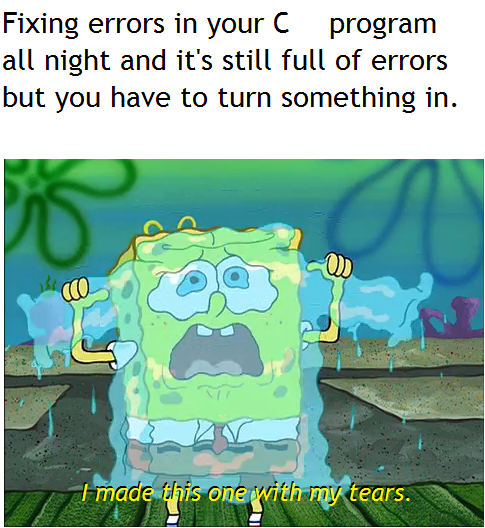 Fixing errors in your C program
all night and it's still full of errors
but you have to turn something in.
I made this one with my tears.